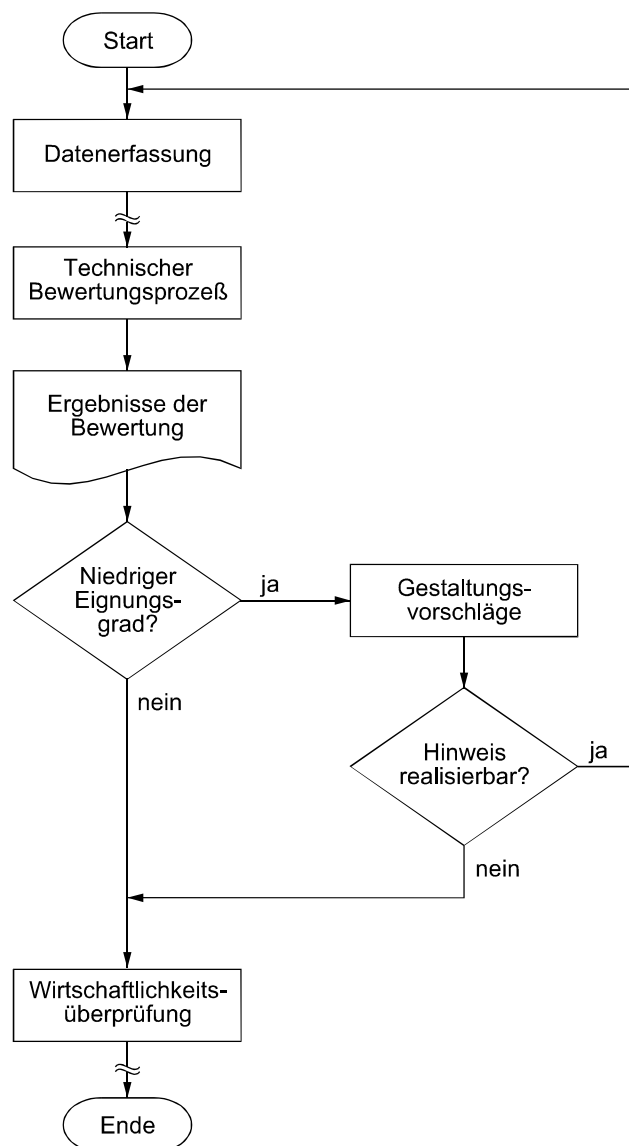 Start
Datenerfassung
Technischer
Bewertungsprozeß
Ergebnisse der
Bewertung
Niedriger
Eignungs-
grad?
ja
Gestaltungs-
vorschläge
nein
Hinweis
realisierbar?
ja
nein
Wirtschaftlichkeits-
überprüfung
Ende